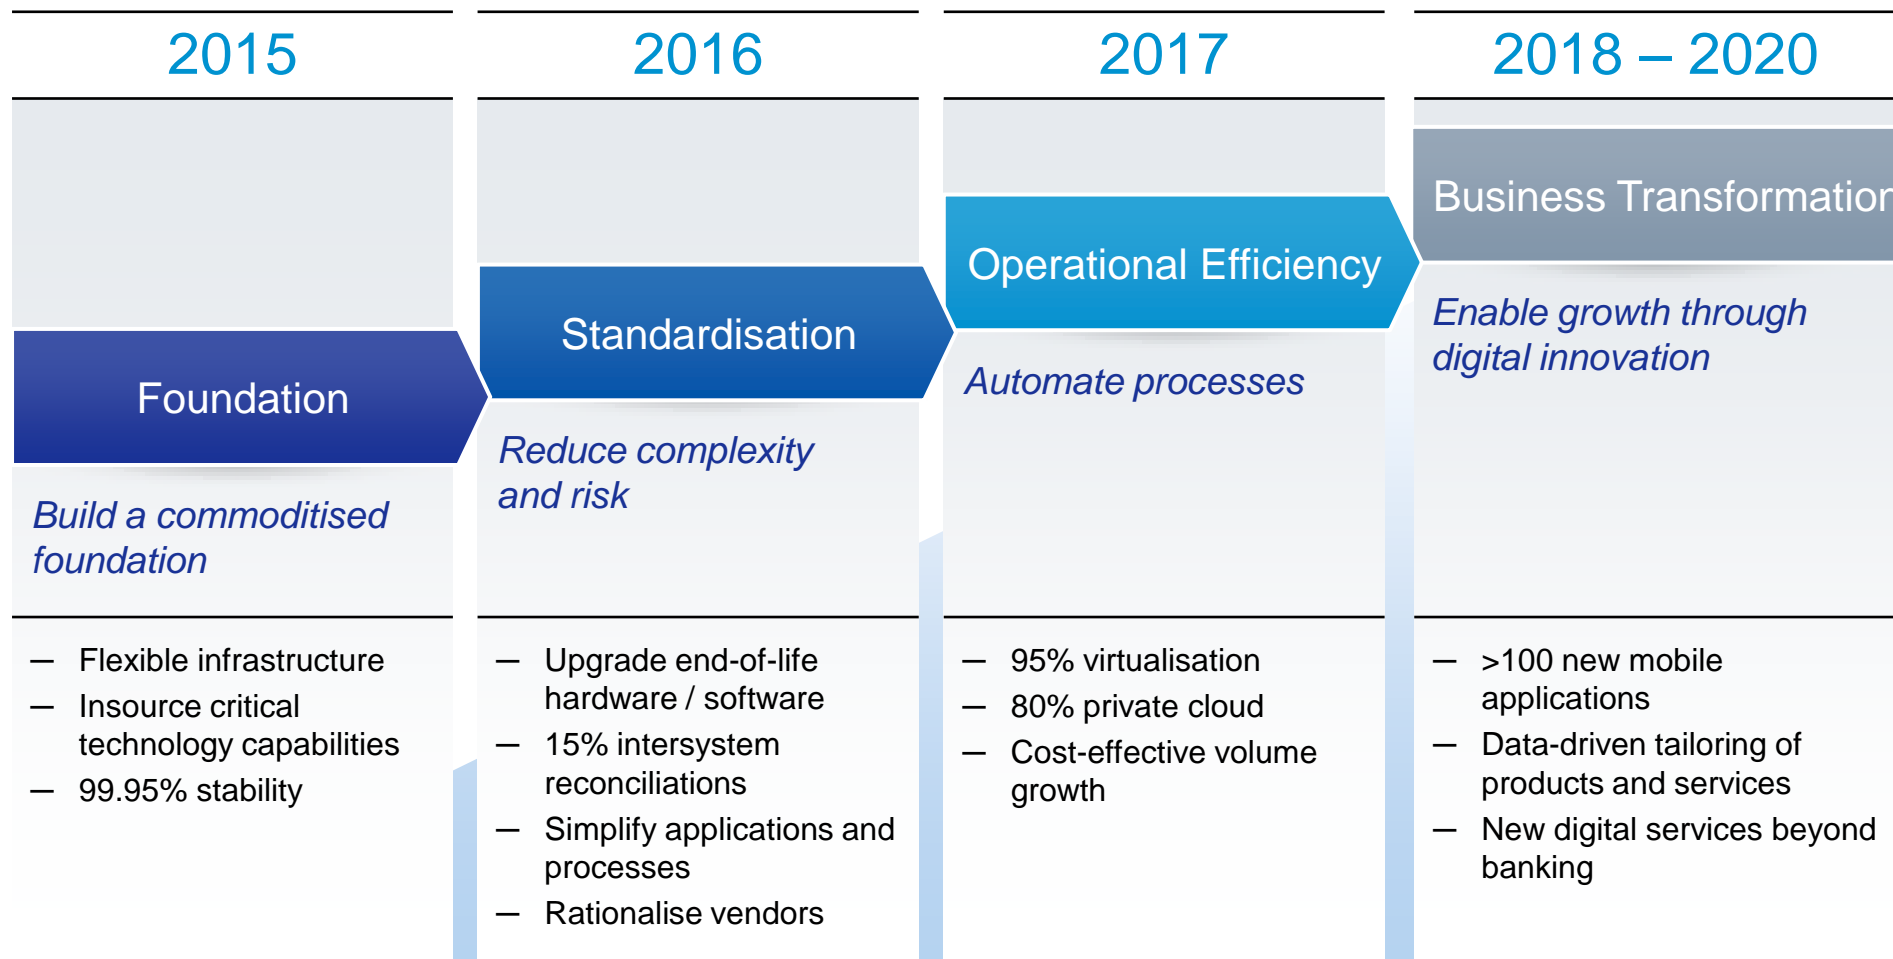 2015
2016
2017
2018 – 2020
Foundation
Standardisation
Operational Efficiency
Business Transformation
Build a commoditised
foundation
Reduce complexity
and risk
Automate processes
Enable growth through
digital innovation
— Flexible infrastructure
— Insource critical
technology capabilities
— 99.95% stability
— Upgrade end-of-life
hardware / software
— 15% intersystem
reconciliations
— Simplify applications and
processes
— Rationalise vendors
— 95% virtualisation
— 80% private cloud
— Cost-effective volume
growth
— >100 new mobile
applications
— Data-driven tailoring of
products and services
— New digital services beyond
banking